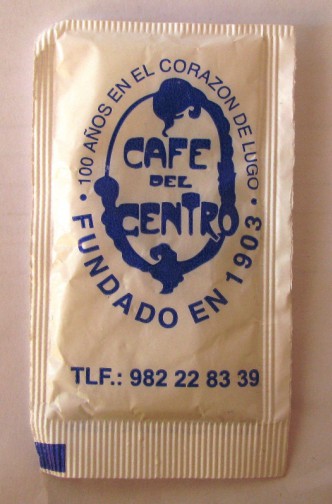 · 100 AÑOS EN EL CORAZON DE LUGO ·
CAFE
DEL
CENTRO
FUNDADO EN 1903
TLF.: 982 22 83 39